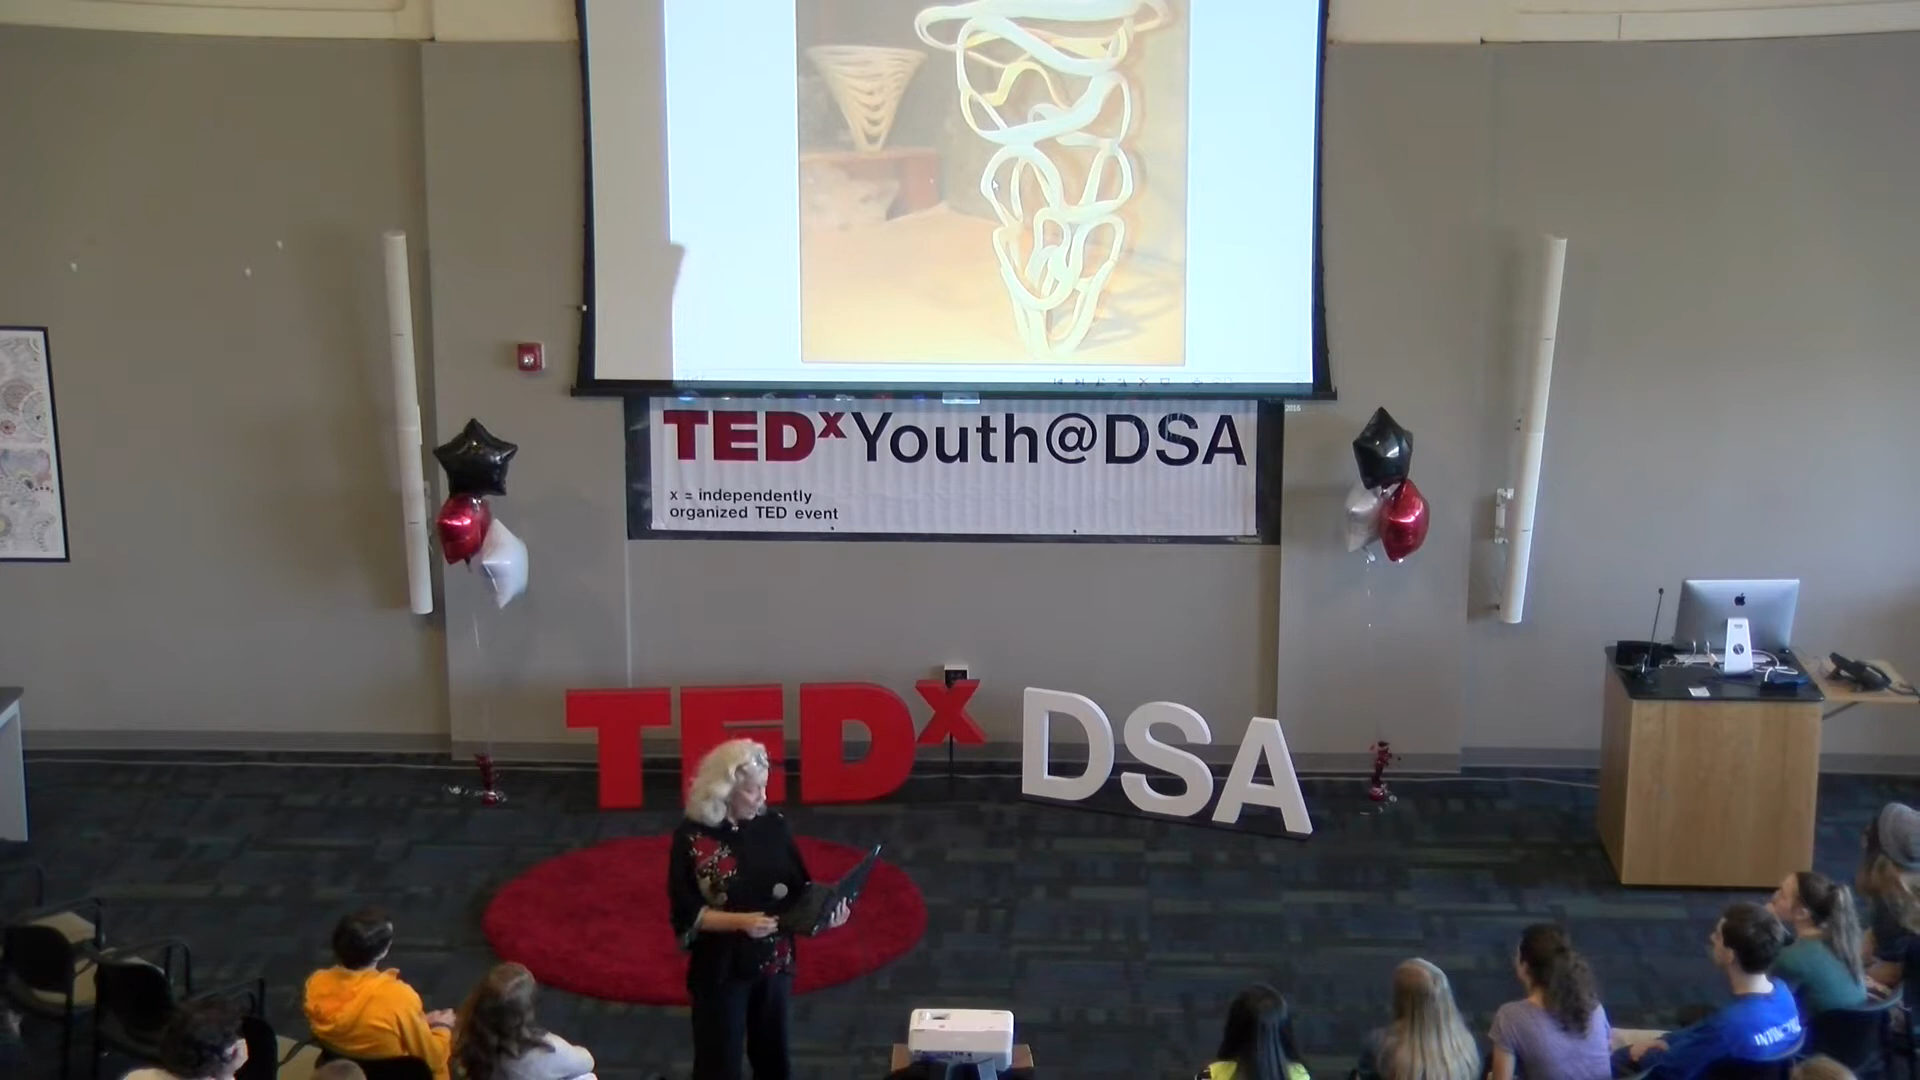 TEDxYouth@DSA
x = independently
organized TED event
TEDx DSA